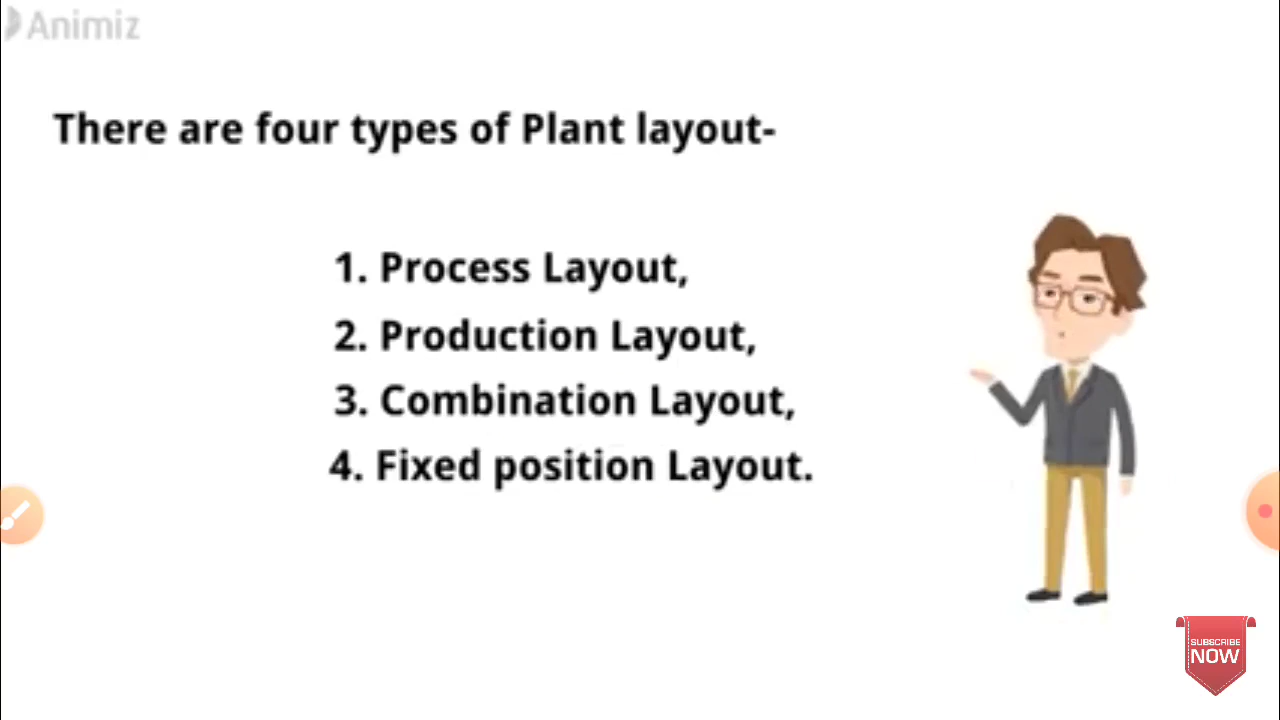 Animiz
There are four types of Plant layout-
1. Process Layout,
2. Production Layout,
3. Combination Layout,
4. Fixed position Layout.
SUBSCRIBE
NOW